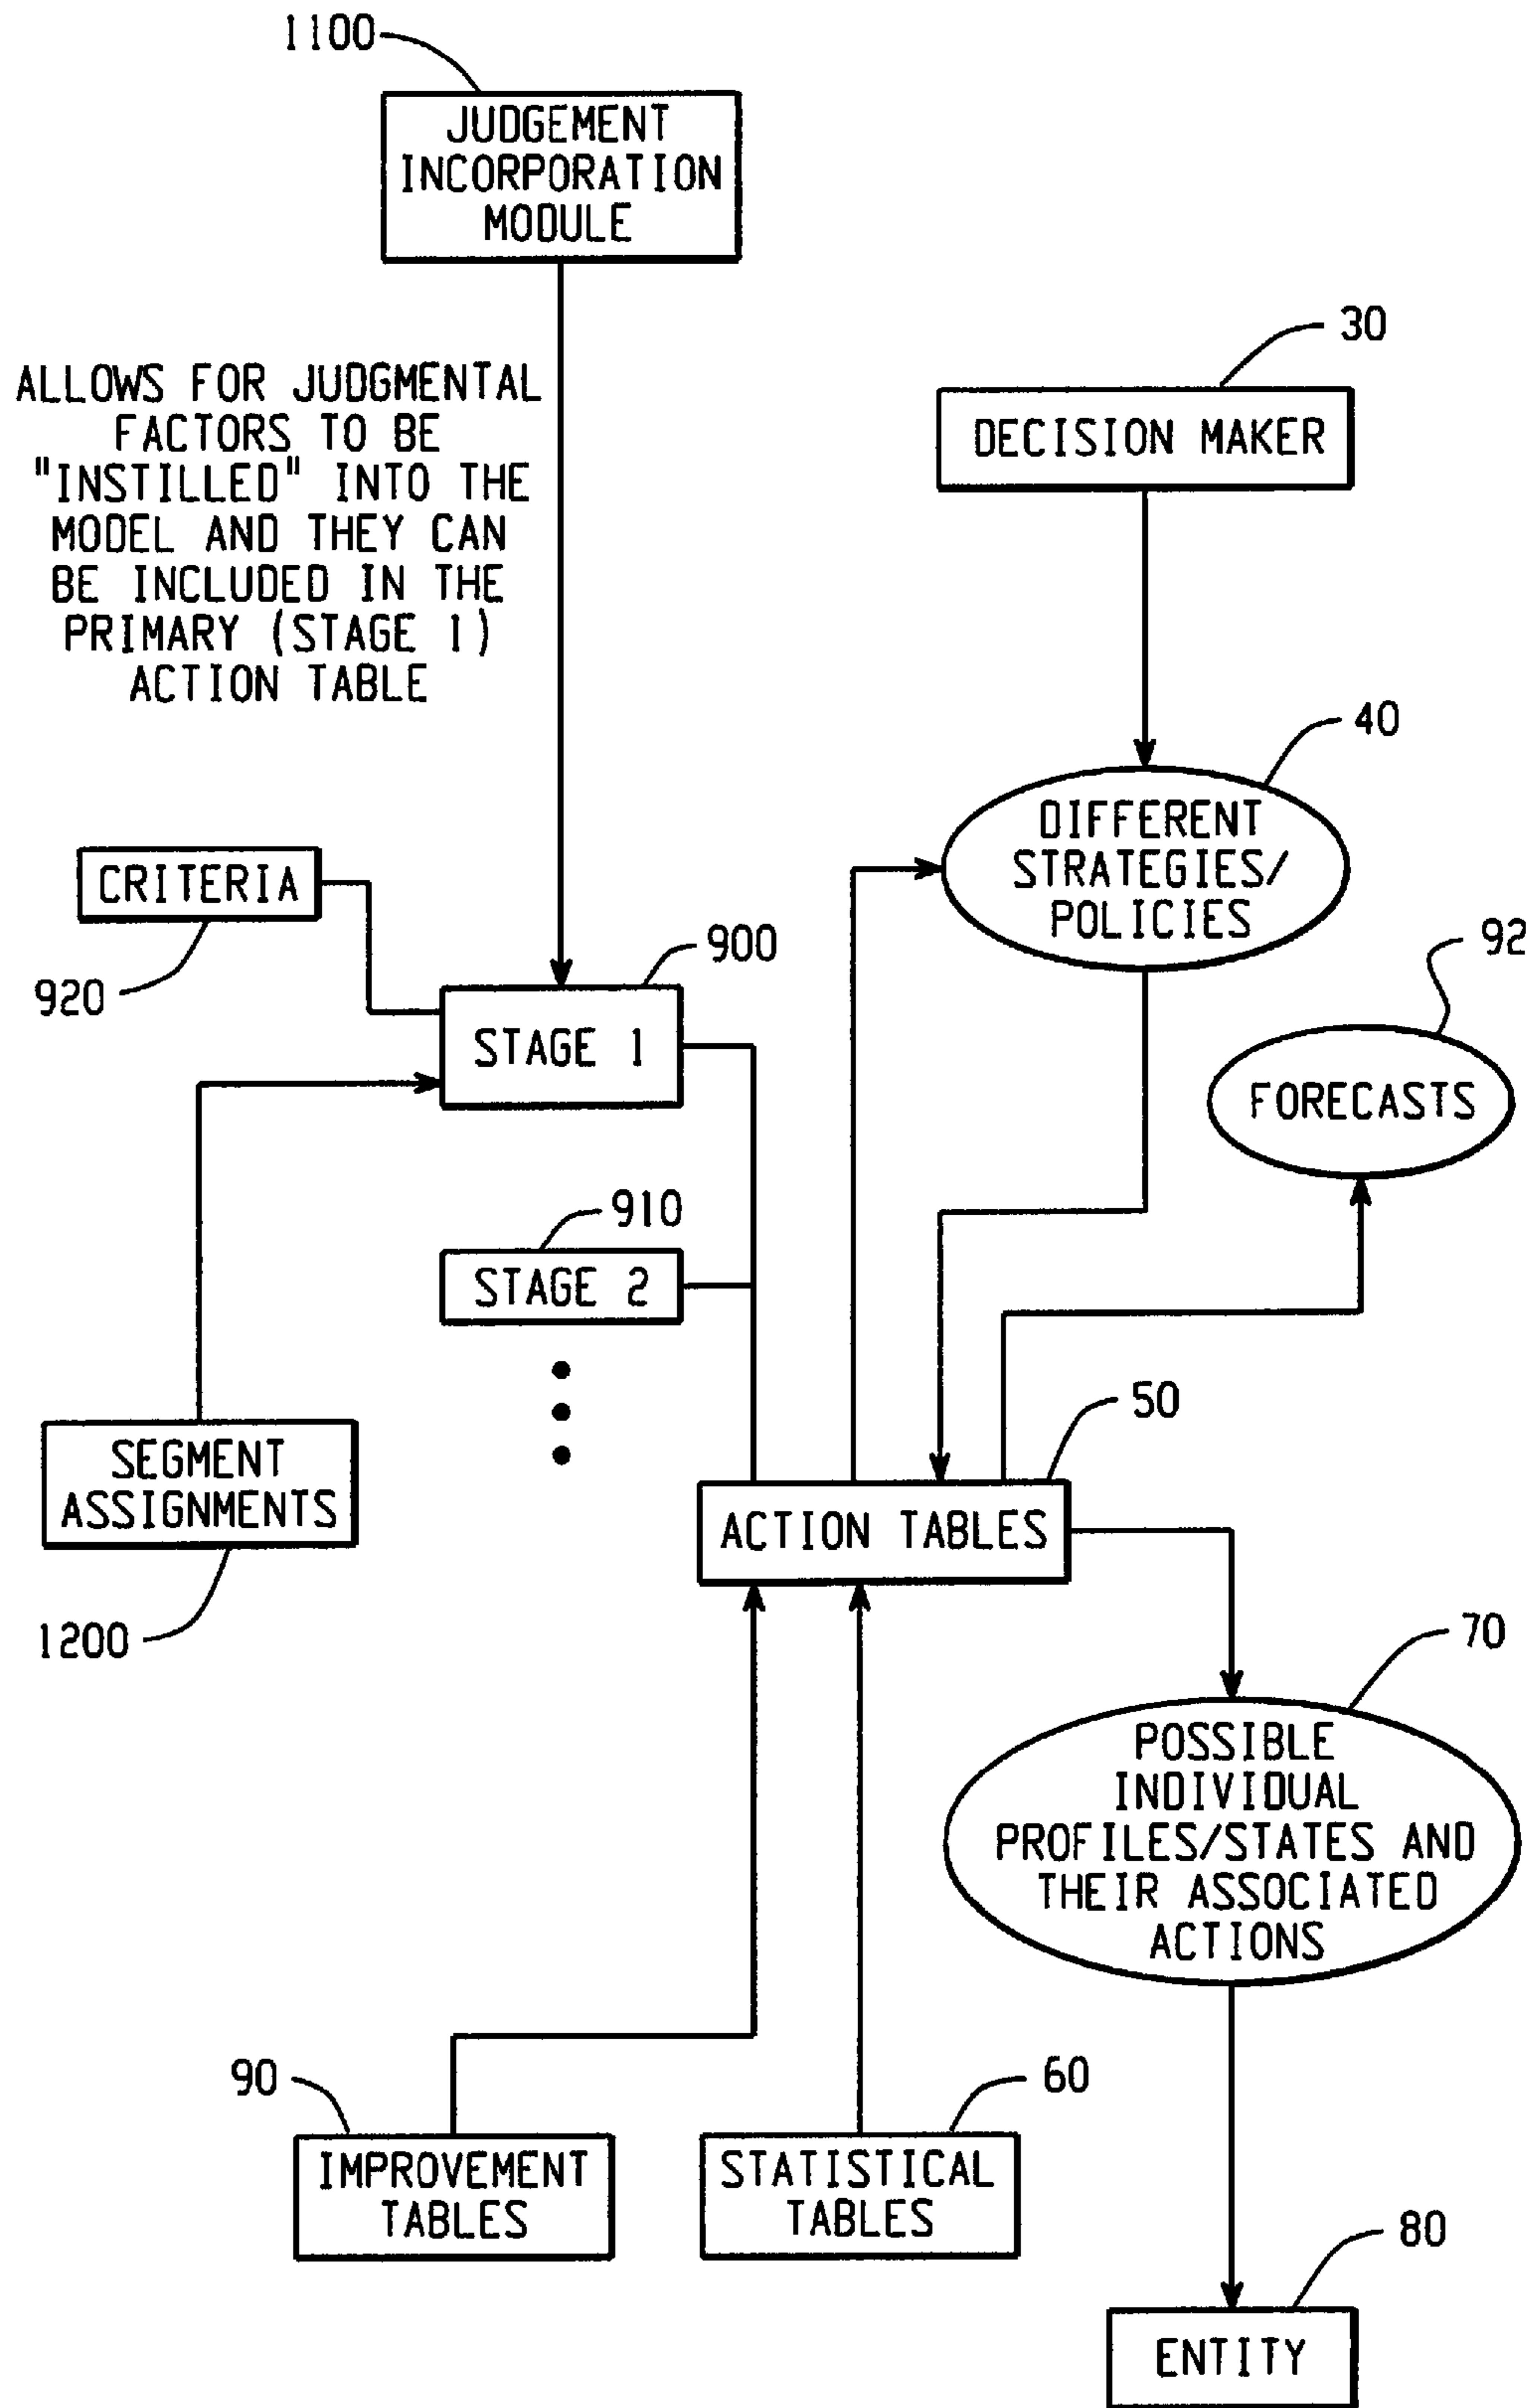 1100
JUDGEMENT
INCORPORATION
MODULE
30
ALLOWS FOR JUDGMENTAL
FACTORS TO BE
"INSTILLED" INTO THE
MODEL AND THEY CAN
BE INCLUDED IN THE
PRIMARY (STAGE 1)
ACTION TABLE
DECISION MAKER
40
DIFFERENT
STRATEGIES/
POLICIES
CRITERIA
920
900
STAGE 1
92
FORECASTS
910
STAGE 2
50
SEGMENT
ASSIGNMENTS
1200
ACTION TABLES
70
POSSIBLE
INDIVIDUAL
PROFILES/STATES AND
THEIR ASSOCIATED
ACTIONS
90
IMPROVEMENT
TABLES
60
STATISTICAL
TABLES
80
ENTITY